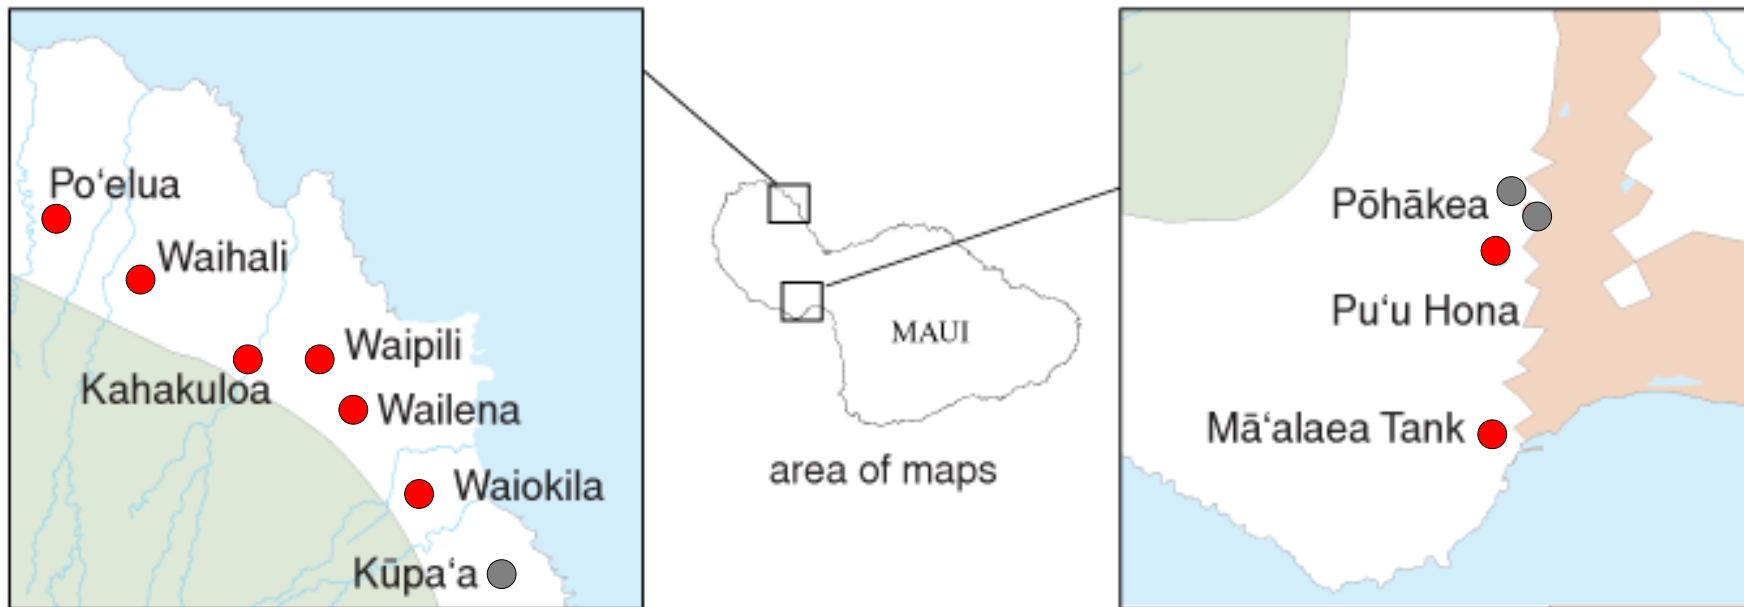 Po‘elua
Waihali
Waipili
Kahakuloa
Wailena
Waiokila
Kūpa‘a
MAUI
area of maps
Pōhākea
Pu‘u Hona
Mā‘alaea Tank